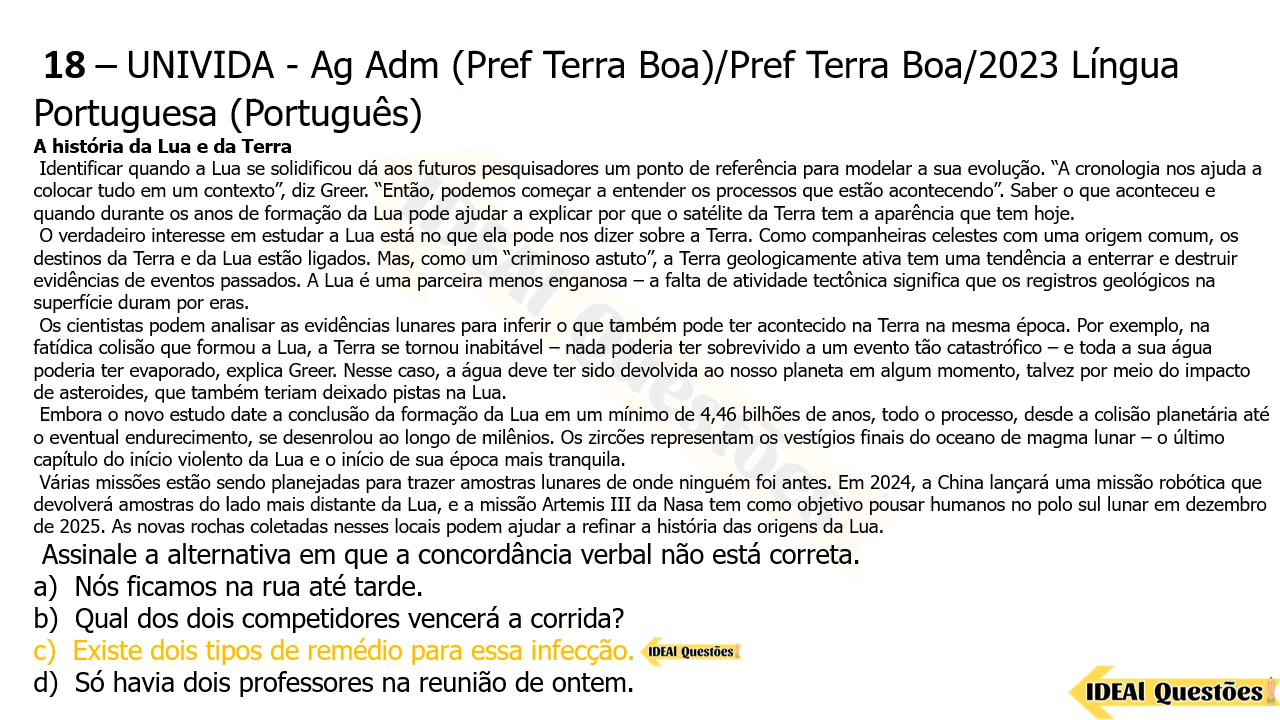 18 – UNIVIDA - Ag Adm (Pref Terra Boa)/Pref Terra Boa/2023 Língua
Portuguesa (Português)
A história da Lua e da Terra
Identificar quando a Lua se solidificou dá aos futuros pesquisadores um ponto de referência para modelar a sua evolução. “A cronologia nos ajuda a
colocar tudo em um contexto”, diz Greer. “Então, podemos começar a entender os processos que estão acontecendo”. Saber o que aconteceu e
quando durante os anos de formação da Lua pode ajudar a explicar por que o satélite da Terra tem a aparência que tem hoje.
O verdadeiro interesse em estudar a Lua está no que ela pode nos dizer sobre a Terra. Como companheiras celestes com uma origem comum, os
destinos da Terra e da Lua estão ligados. Mas, como um “criminoso astuto”, a Terra geologicamente ativa tem uma tendência a enterrar e destruir
evidências de eventos passados. A Lua é uma parceira menos enganosa – a falta de atividade tectônica significa que os registros geológicos na
superfície duram por eras.
Os cientistas podem analisar as evidências lunares para inferir o que também pode ter acontecido na Terra na mesma época. Por exemplo, na
fatídica colisão que formou a Lua, a Terra se tornou inabitável – nada poderia ter sobrevivido a um evento tão catastrófico – e toda a sua água
poderia ter evaporado, explica Greer. Nesse caso, a água deve ter sido devolvida ao nosso planeta em algum momento, talvez por meio do impacto
de asteroides, que também teriam deixado pistas na Lua.
Embora o novo estudo date a conclusão da formação da Lua em um mínimo de 4,46 bilhões de anos, todo o processo, desde a colisão planetária até
o eventual endurecimento, se desenrolou ao longo de milênios. Os zircões representam os vestígios finais do oceano de magma lunar – o último
capítulo do início violento da Lua e o início de sua época mais tranquila.
Várias missões estão sendo planejadas para trazer amostras lunares de onde ninguém foi antes. Em 2024, a China lançará uma missão robótica que
devolverá amostras do lado mais distante da Lua, e a missão Artemis III da Nasa tem como objetivo pousar humanos no polo sul lunar em dezembro
de 2025. As novas rochas coletadas nesses locais podem ajudar a refinar a história das origens da Lua.
Assinale a alternativa em que a concordância verbal não está correta.
a) Nós ficamos na rua até tarde.
b) Qual dos dois competidores vencerá a corrida?
c) Existe dois tipos de remédio para essa infecção. IDEAl Questões
d) Só havia dois professores na reunião de ontem.
IDEAl Questões
IDEAl Questões